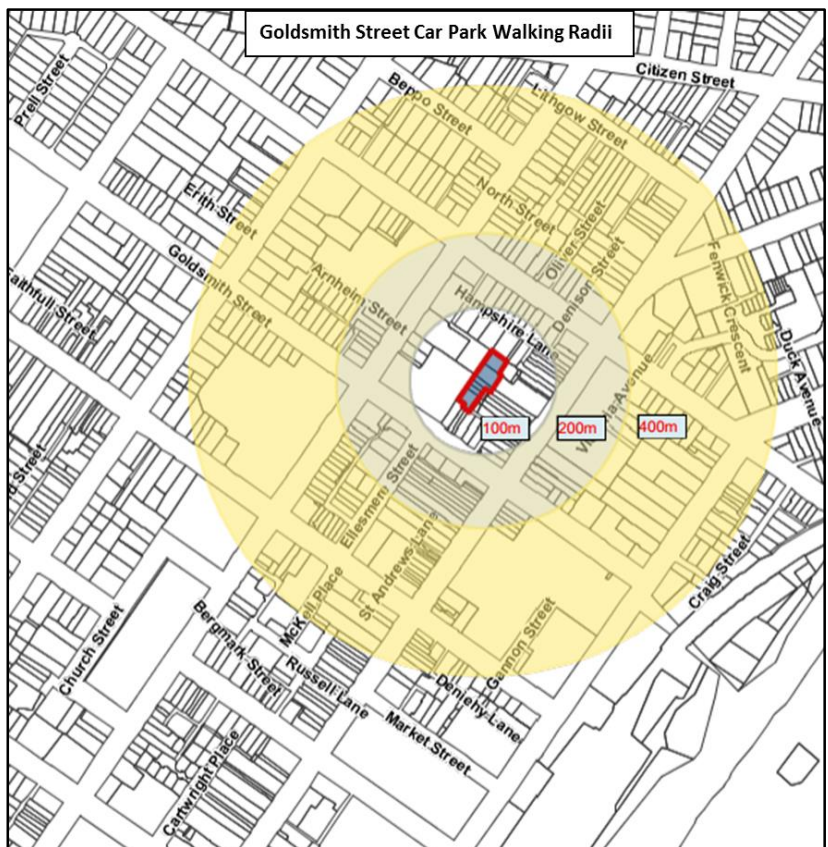 Goldsmith Street Car Park Walking Radii
Citizen Street
Prell Street
Beppo Street
Lithgow Street
North Street
Erith Street
Oliver Street
Goldsmith Street
Arnheim Street
Denison Street
Fenwick Crescent
Faithfull Street
Hampshire Lane
Duck Avenue
Avenue
100m
200m
400m
Street
Ellesmere Street
St Andrews Lane
Craig Street
McKell Place
Gannon Street
Church Street
Bergmark Street
Russell Lane
Denlehy Lane
Market Street
Cartwright Place